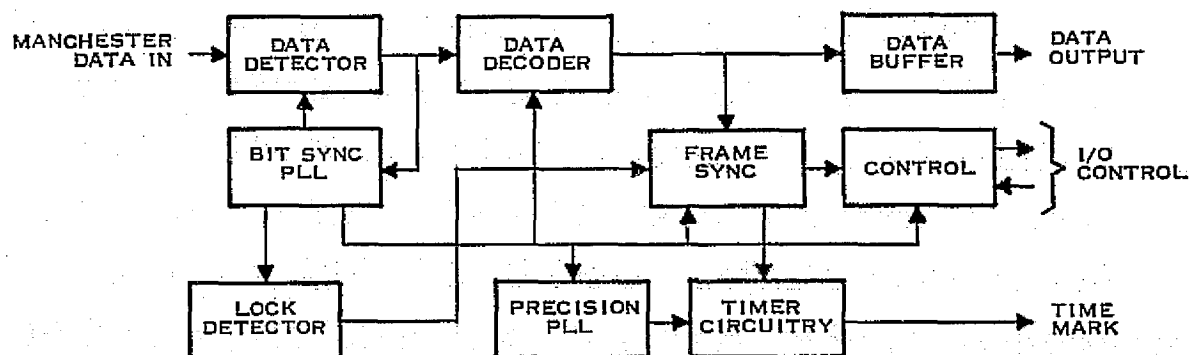 MANCHESTER
DATA IN
DATA
DETECTOR
DATA
DECODER
DATA
BUFFER
DATA
OUTPUT
BIT SYNC
PLL
FRAME
SYNC
CONTROL
I/O
CONTROL
LOCK
DETECTOR
PRECISION
PLL
TIMER
CIRCUITRY
TIME
MARK